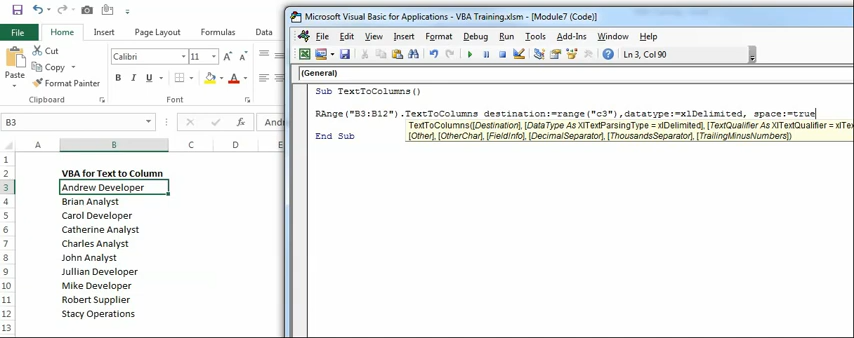 Microsoft Visual Basic for Applications - VBA Training.xlsm - [Module7 (Code)]
File Home Insert Page Layout Formulas Data
File Edit View Insert Format Debug Run Tools Add-Ins Window Help
Cut
Copy
Format Painter
Paste
Calibri 11
B I U
Ln 3, Col 90
(General)
B3
A B C D E
1
2 VBA for Text to Column
3 Andrew Developer
4 Brian Analyst
5 Carol Developer
6 Catherine Analyst
7 Charles Analyst
8 John Analyst
9 Jullian Developer
10 Mike Developer
11 Robert Supplier
12 Stacy Operations
13
Sub TextToColumns()
RAnge("B3:B12").TextToColumns destination:=range("c3"),datatype:=xlDelimited, space:=true
TextToColumns([Destination], [DataType As XlTextParsingType = xlDelimited], [TextQualifier As XlTextQualifier = xlTe
[Other], [OtherChar], [FieldInfo], [DecimalSeparator], [ThousandsSeparator], [TrailingMinusNumbers])
End Sub